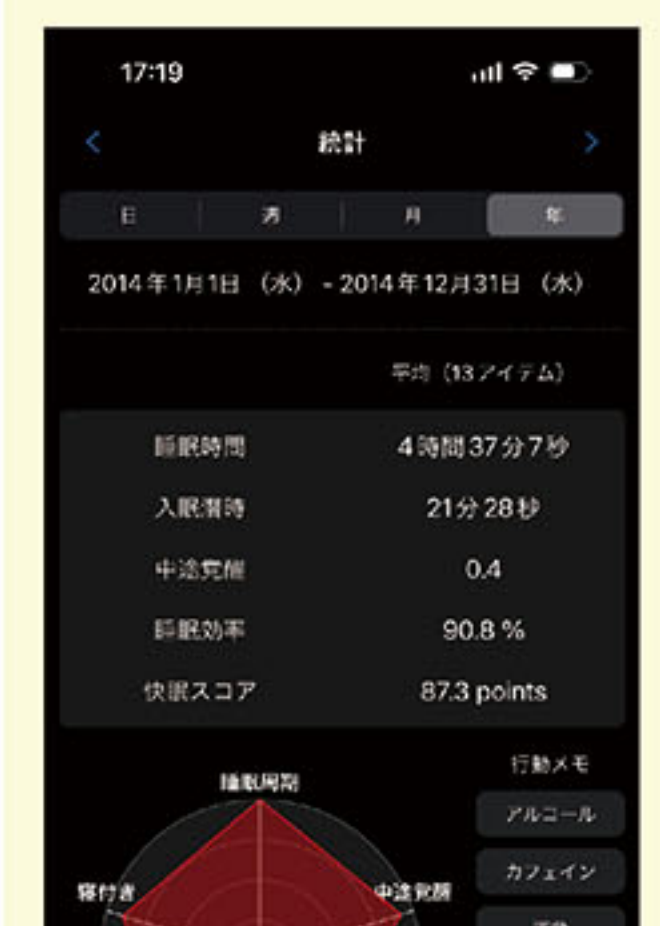 17:19
統計
日 週 月 年
2014年1月1日 (水) - 2014年12月31日 (水)
平均 (13アイテム)
睡眠時間 4時間37分7秒
入眠潜時 21分28秒
中途覚醒 0.4
睡眠効率 90.8 %
快眠スコア 87.3 points
行動メモ
睡眠周期
アルコール
カフェイン
寝付き 中途覚醒